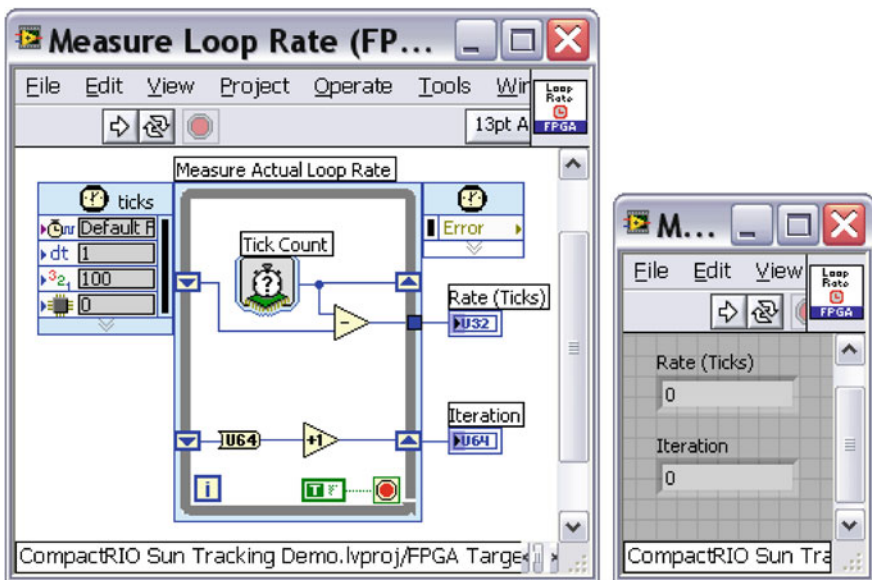 Measure Loop Rate (FP...
File Edit View Project Operate Tools Wir
Loop
Rate
FPGA
13pt A
Measure Actual Loop Rate
ticks
Default F
dt 1
321 100
0
Error
Tick Count
?
-
Rate (Ticks)
U32
U64
+1
Iteration
U64
i
T
CompactRIO Sun Tracking Demo.lvproj/FPGA Targe
M...
File Edit View
Loop
Rate
FPGA
Rate (Ticks)
0
Iteration
0
CompactRIO Sun Tra